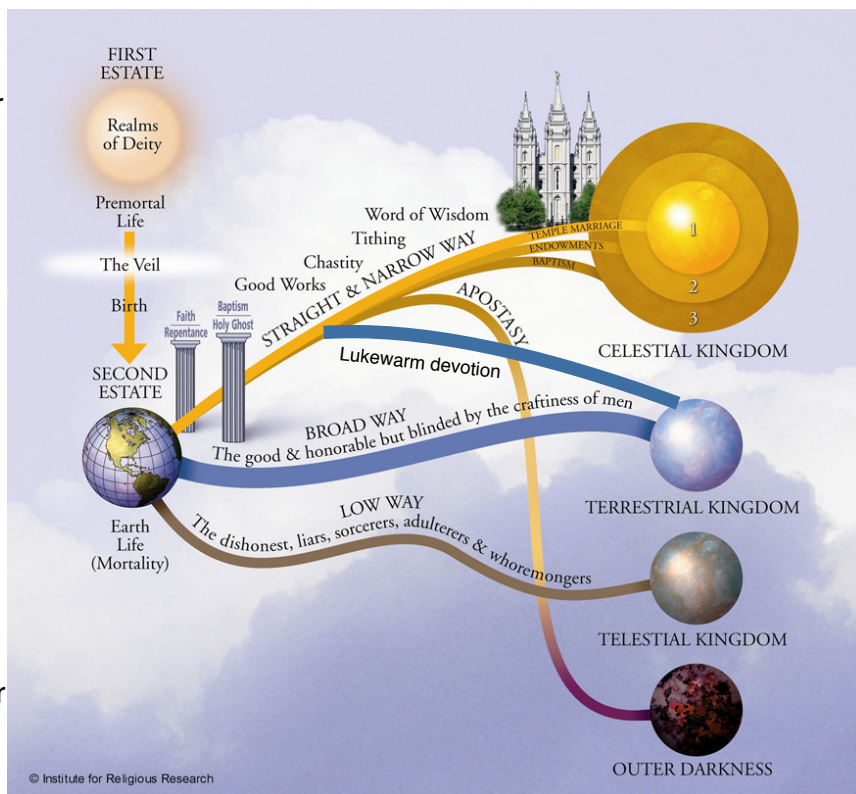 FIRST
ESTATE
Realms
of Deity
Premortal
Life
The Veil
Birth
SECOND
ESTATE
Earth
Life
(Mortality)
Faith
Repentance
Baptism
Holy Ghost
Word of Wisdom
Tithing
Chastity
Good Works
STRAIGHT & NARROW WAY
TEMPLE MARRIAGE
ENDOWMENTS
BAPTISM
1
2
3
CELESTIAL KINGDOM
APOSTASY
Lukewarm devotion
BROAD WAY
The good & honorable but blinded by the craftiness of men
TERRESTRIAL KINGDOM
LOW WAY
The dishonest, liars, sorcerers, adulterers & whoremongers
TELESTIAL KINGDOM
OUTER DARKNESS
© Institute for Religious Research
r
r